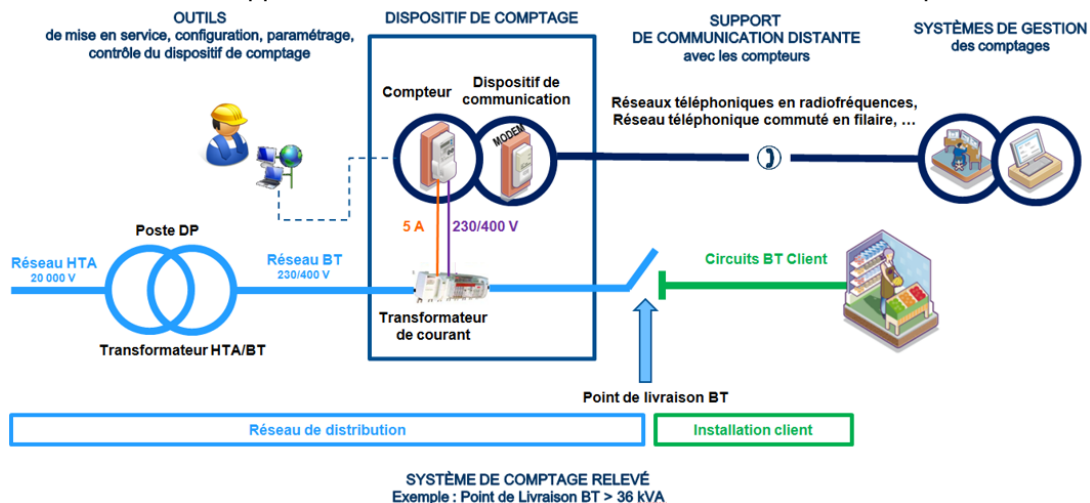 OUTILS
de mise en service, configuration, paramétrage,
contrôle du dispositif de comptage
DISPOSITIF DE COMPTAGE
SUPPORT
DE COMMUNICATION DISTANTE
avec les compteurs
SYSTÈMES DE GESTION
des comptages
Compteur
Dispositif de
communication
MODEM
Réseaux téléphoniques en radiofréquences,
Réseau téléphonique commuté en filaire, ...
5 A
230/400 V
Poste DP
Réseau HTA
20 000 V
Réseau BT
230/400 V
Circuits BT Client
Transformateur
de courant
Transformateur HTA/BT
Point de livraison BT
Réseau de distribution
Installation client
SYSTÈME DE COMPTAGE RELEVÉ
Exemple : Point de Livraison BT > 36 kVA